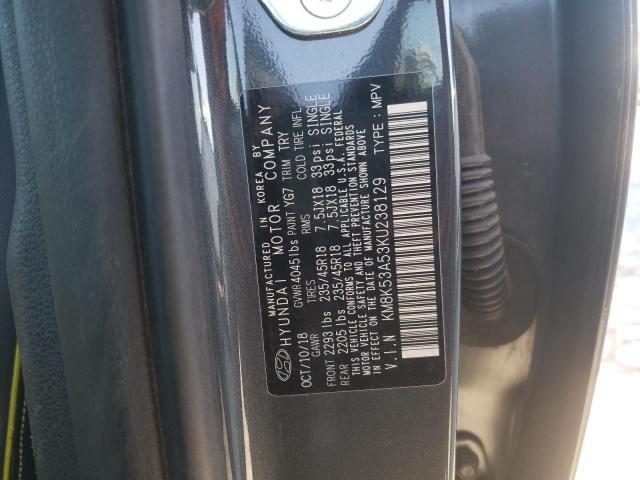 MANUFACTURED IN KOREA BY
HYUNDAI MOTOR COMPANY
OCT/10/18 GVWR 4045 lbs PAINT YG7 TRIM TRY
GAWR TIRES RIMS COLD TIRE INFL
FRONT 2293 lbs 235/45R18 7.5JX18 33psi SINGLE
REAR 2205 lbs 235/45R18 7.5JX18 33psi SINGLE
THIS VEHICLE CONFORMS TO ALL APPLICABLE U.S.A. FEDERAL
MOTOR VEHICLE SAFETY AND THEFT PREVENTION STANDARDS
IN EFFECT ON THE DATE OF MANUFACTURE SHOWN ABOVE
V.I.N KM8K53A53KU238129 TYPE : MPV